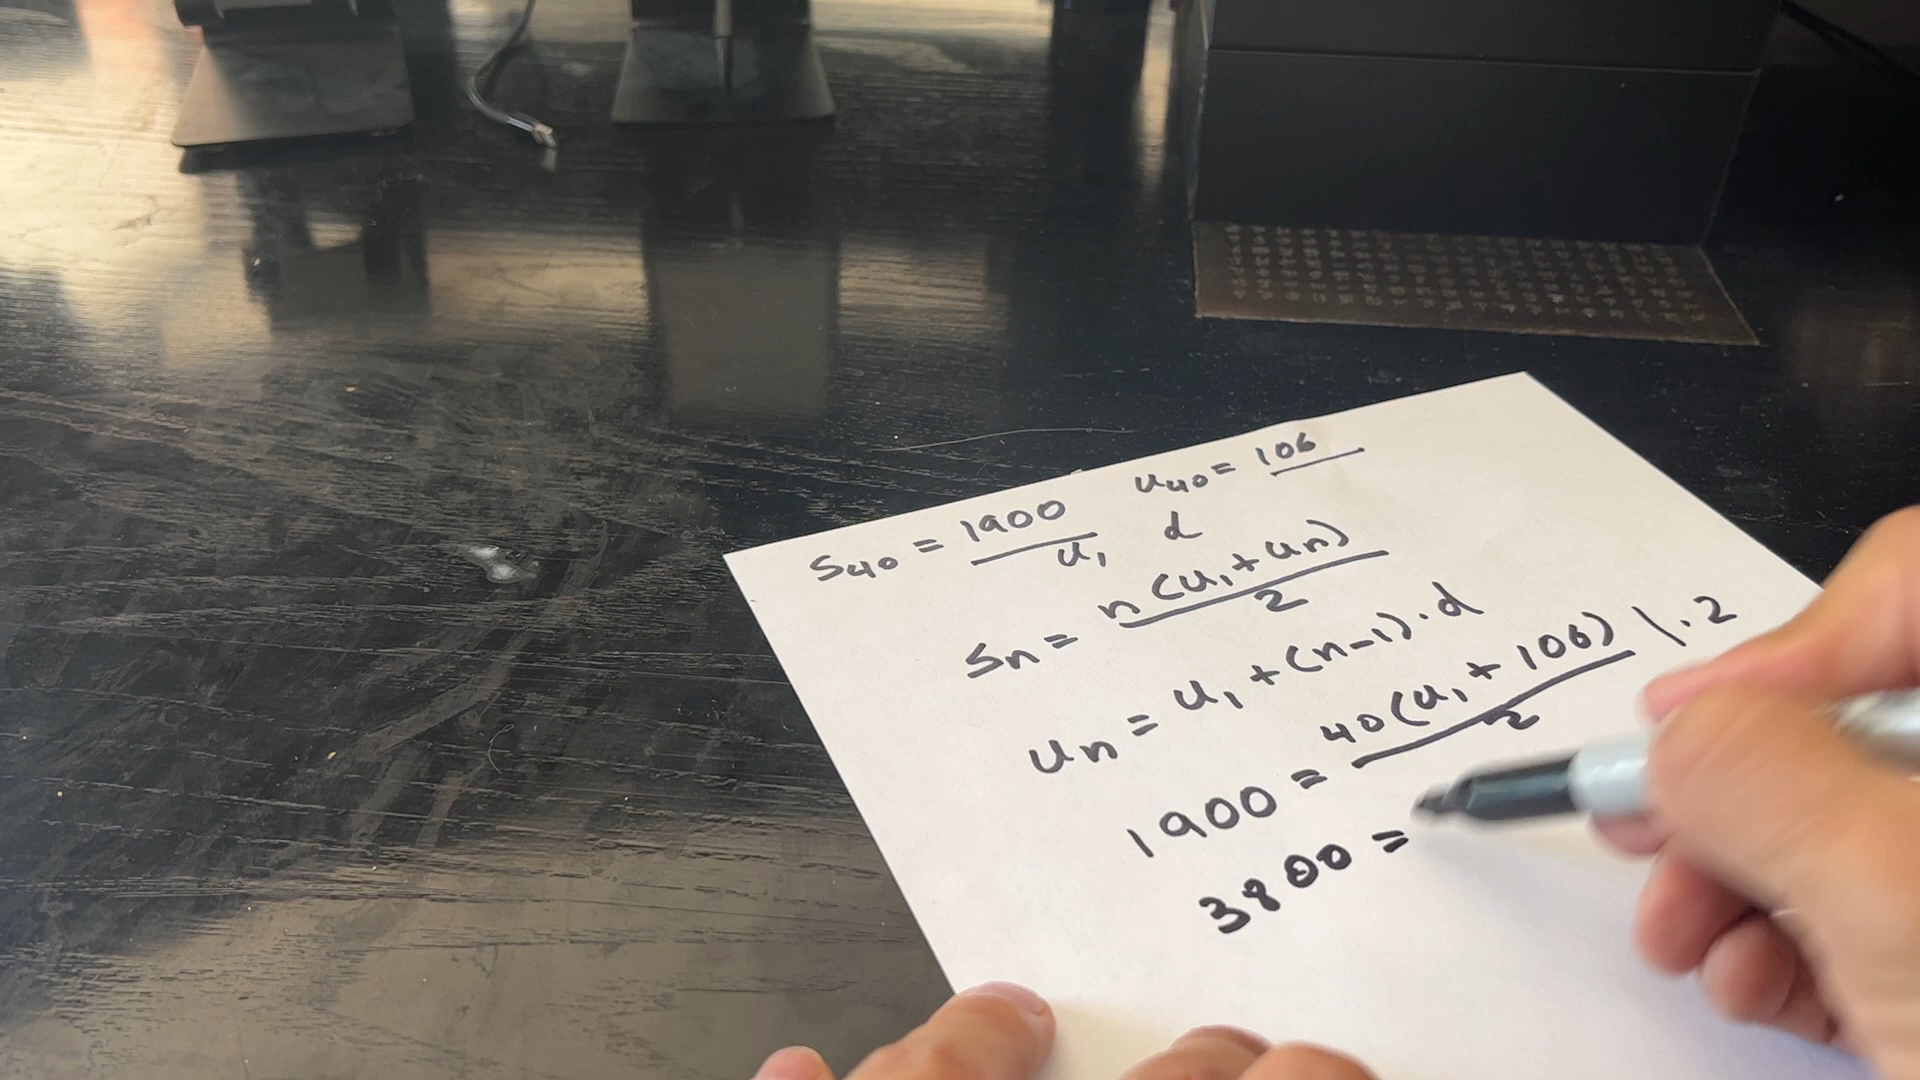 S₄₀ = 1900 u₄₀ = 106
u₁ d
Sn = n(u₁ + un) / 2
un = u₁ + (n-1)·d
1900 = 40(u₁ + 106) / 2 |·2
3800 =